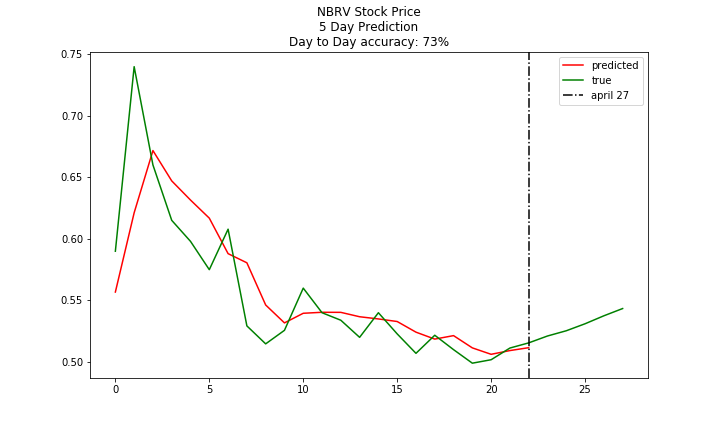 NBRV Stock Price
5 Day Prediction
Day to Day accuracy: 73%
0.75
0.70
0.65
0.60
0.55
0.50
predicted
true
april 27
0
5
10
15
20
25